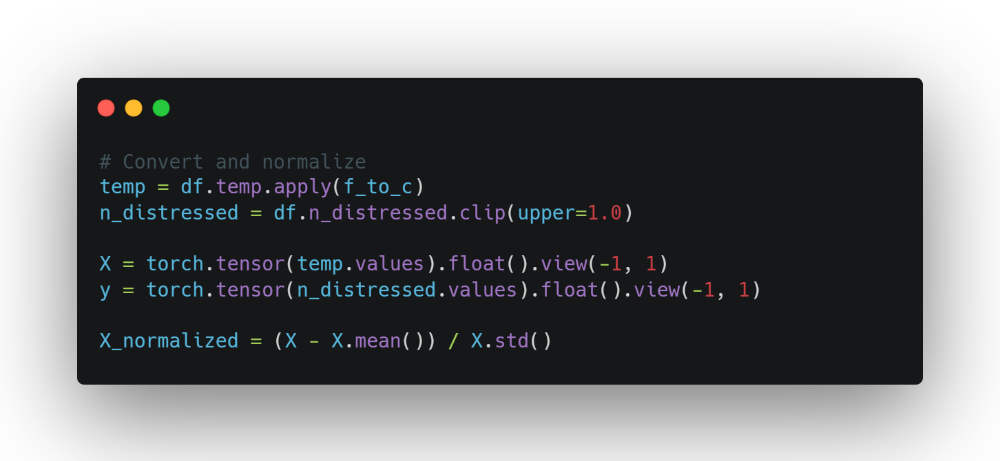 # Convert and normalize
temp = df.temp.apply(f_to_c)
n_distressed = df.n_distressed.clip(upper=1.0)
X = torch.tensor(temp.values).float().view(-1, 1)
y = torch.tensor(n_distressed.values).float().view(-1, 1)
X_normalized = (X - X.mean()) / X.std()